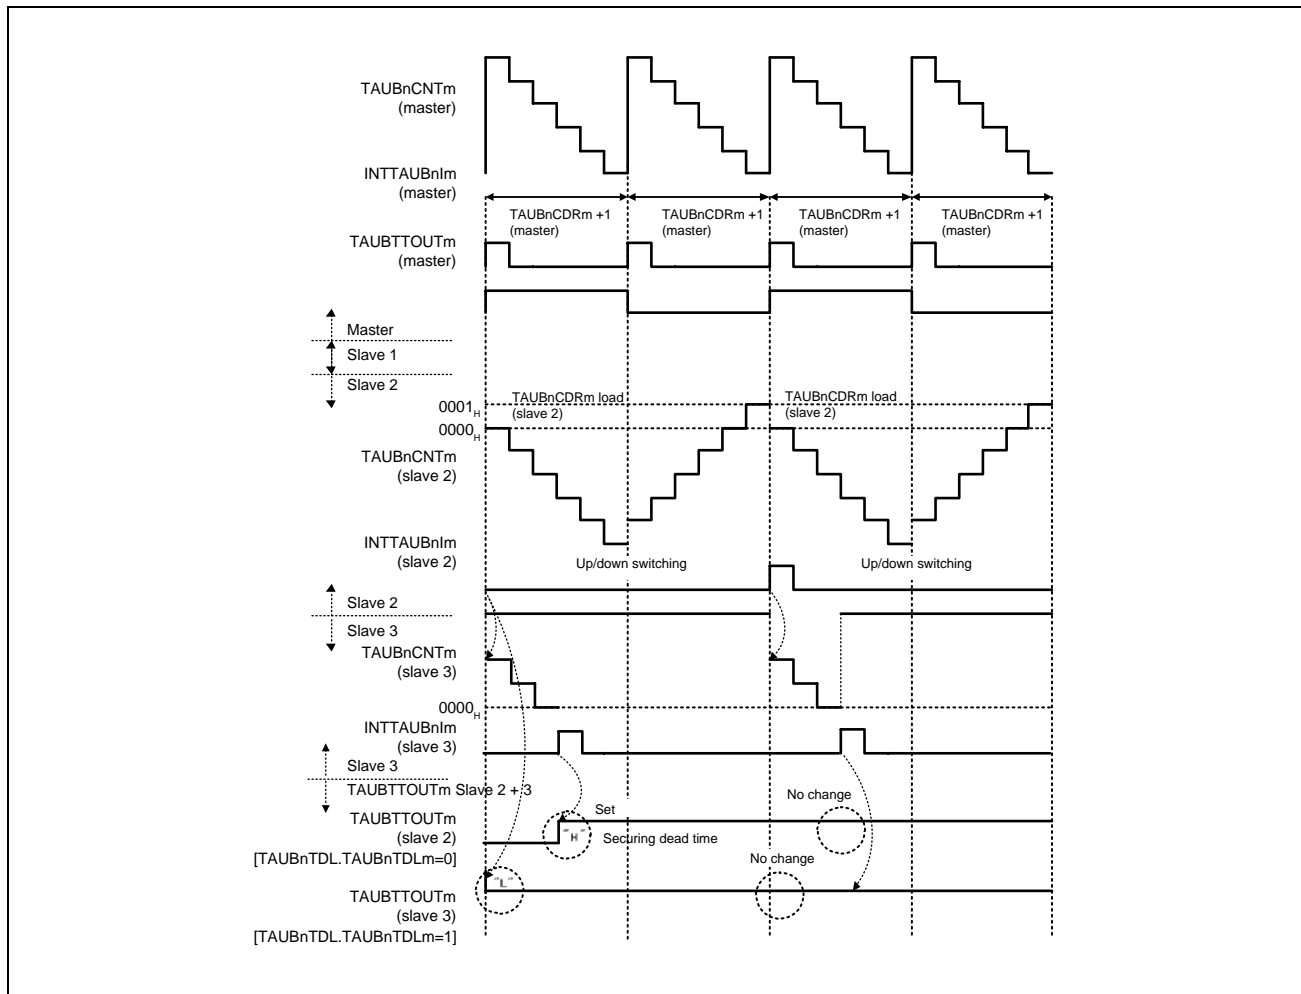 TAUBnCNTm
(master)
INTTAUBnIm
(master)
TAUBnCDRm +1
(master)
TAUBnCDRm +1
(master)
TAUBnCDRm +1
(master)
TAUBnCDRm +1
(master)
TAUBTTOUTm
(master)
Master
Slave 1
Slave 2
TAUBnCDRm load
(slave 2)
TAUBnCDRm load
(slave 2)
0001H
0000H
TAUBnCNTm
(slave 2)
INTTAUBnIm
(slave 2)
Up/down switching
Up/down switching
Slave 2
Slave 3
TAUBnCNTm
(slave 3)
0000H
INTTAUBnIm
(slave 3)
Slave 3
TAUBTTOUTm Slave 2 + 3
No change
Set
TAUBTTOUTm
(slave 2)
[TAUBnTDL.TAUBnTDLm=0]
"H"
Securing dead time
No change
"L"
TAUBTTOUTm
(slave 3)
[TAUBnTDL.TAUBnTDLm=1]